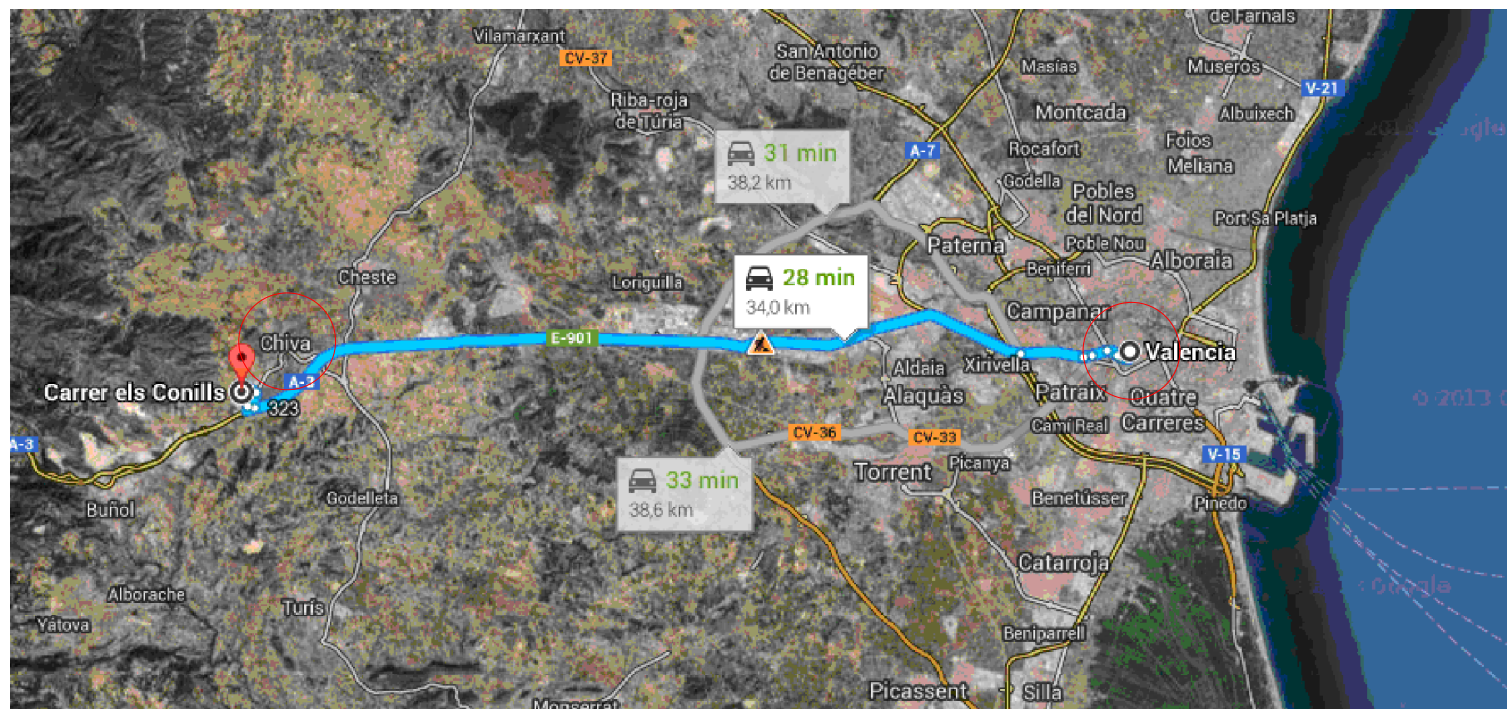 de Farnals
Vilamarxant
CV-37
San Antonio
de Benagéber
Masías
Museros
V-21
Riba-roja
de Túria
Montcada
Albuixech
31 min
38,2 km
A-7
Rocafort
Foios
Meliana
Godella
Pobles
del Nord
Port Sa Platja
Paterna
Poble Nou
Alboraia
Cheste
Loriguilla
28 min
34,0 km
Beniferri
Campanar
Chiva
E-901
Valencia
Xirivella
Aldaia
A-3
Carrer els Conills
323
Alaquàs
Patraix
Quatre
Carreres
© 2013
Camí Real
CV-36
CV-33
A-3
V-15
Torrent
Picanya
33 min
38,6 km
Godelleta
Benetússer
Pinedo
Buñol
Catarroja
Google
Alborache
Turís
Yátova
Beniparrell
Picassent
Silla
Monserrat